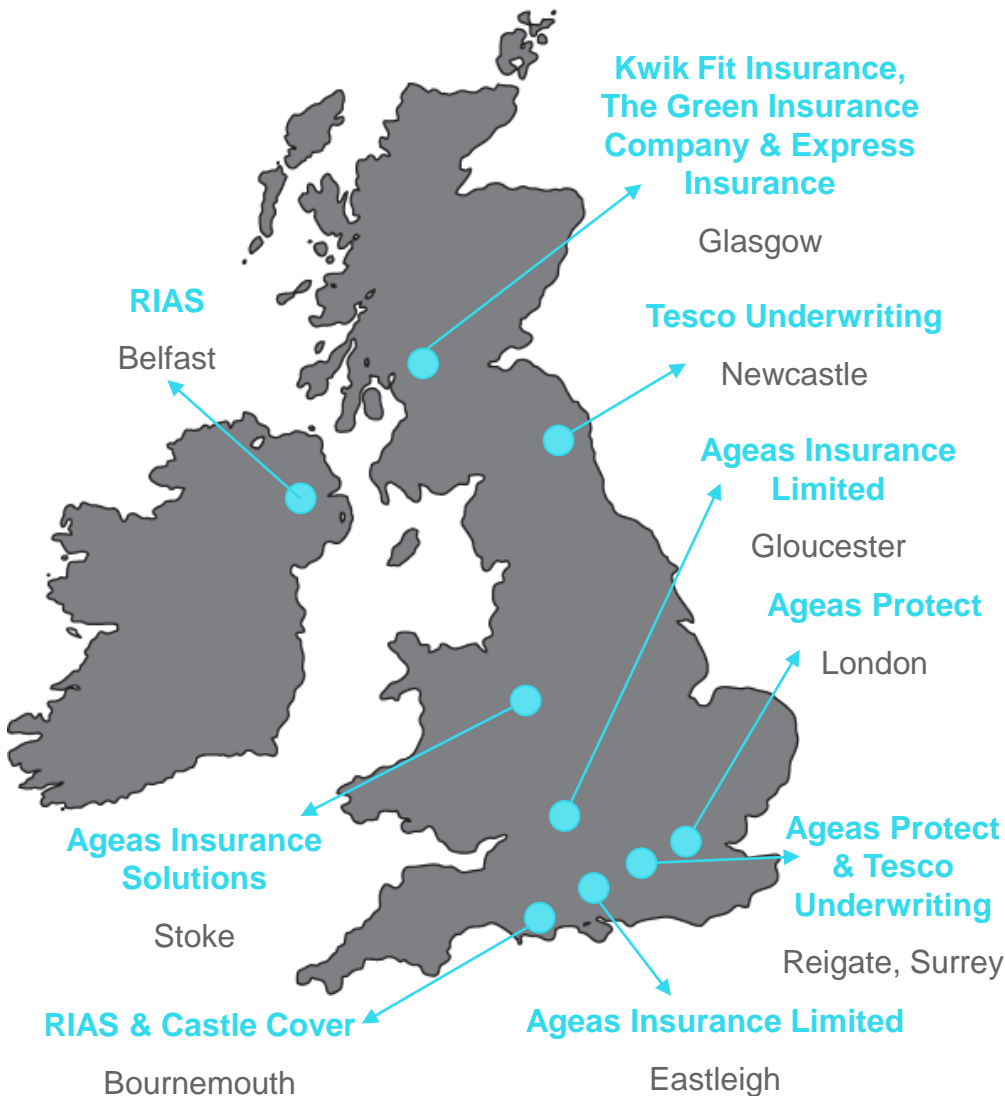 Kwik Fit Insurance,
The Green Insurance
Company & Express
Insurance
Glasgow
RIAS
Belfast
Tesco Underwriting
Newcastle
Ageas Insurance
Limited
Gloucester
Ageas Protect
London
Ageas Insurance
Solutions
Stoke
Ageas Protect
& Tesco
Underwriting
Reigate, Surrey
RIAS & Castle Cover
Bournemouth
Ageas Insurance Limited
Eastleigh